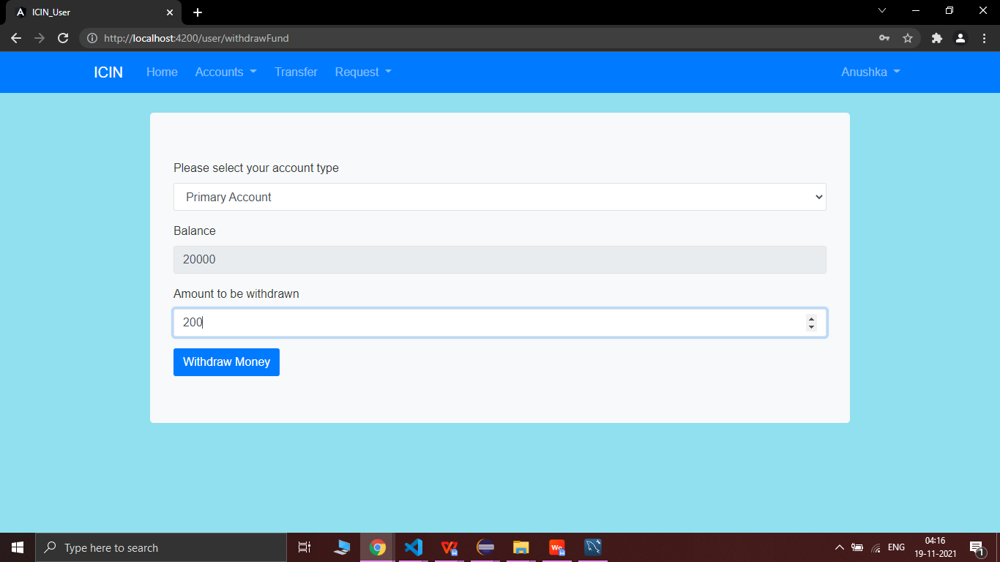 ICIN_User
http://localhost:4200/user/withdrawFund
ICIN Home Accounts Transfer Request Anushka
Please select your account type
Primary Account
Balance
20000
Amount to be withdrawn
200
Withdraw Money
Type here to search
ENG
04:16
19-11-2021
1